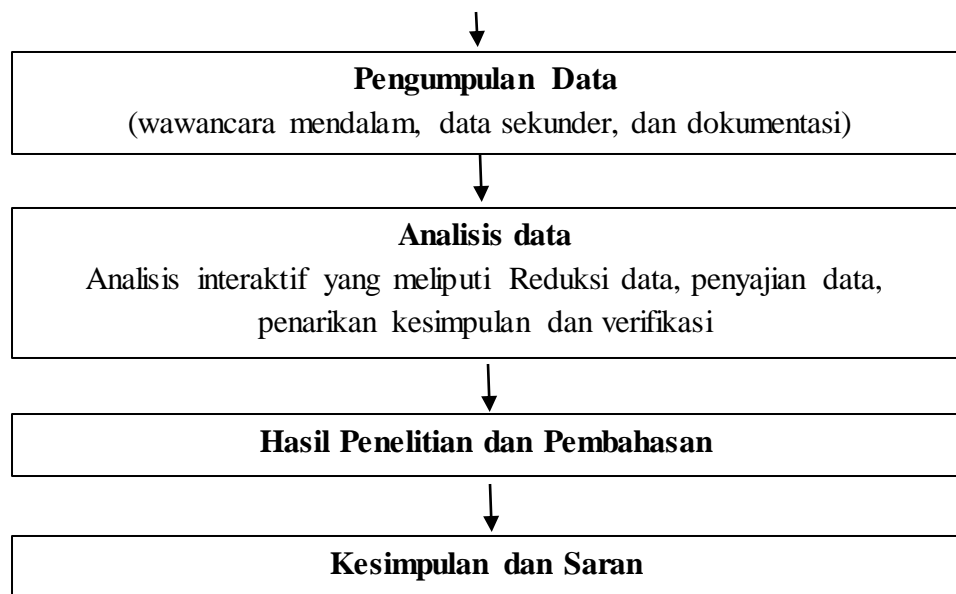 Pengumpulan Data
(wawancara mendalam, data sekunder, dan dokumentasi)
Analisis data
Analisis interaktif yang meliputi Reduksi data, penyajian data,
penarikan kesimpulan dan verifikasi
Hasil Penelitian dan Pembahasan
Kesimpulan dan Saran